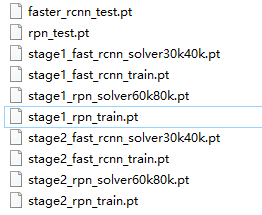 faster_rcnn_test.pt
rpn_test.pt
stage1_fast_rcnn_solver30k40k.pt
stage1_fast_rcnn_train.pt
stage1_rpn_solver60k80k.pt
stage1_rpn_train.pt
stage2_fast_rcnn_solver30k40k.pt
stage2_fast_rcnn_train.pt
stage2_rpn_solver60k80k.pt
stage2_rpn_train.pt